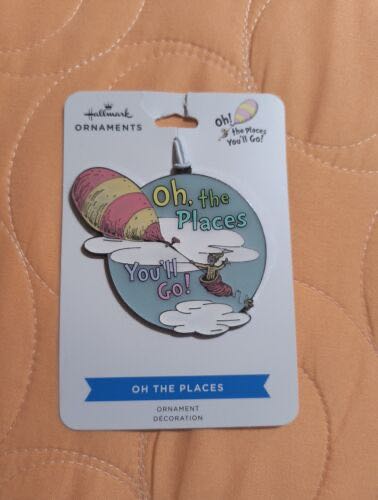 Hallmark
ORNAMENTS
Oh!
the Places
You'll Go!
Oh, the
Places
You'll
Go!
OH THE PLACES
ORNAMENT
DECORATION